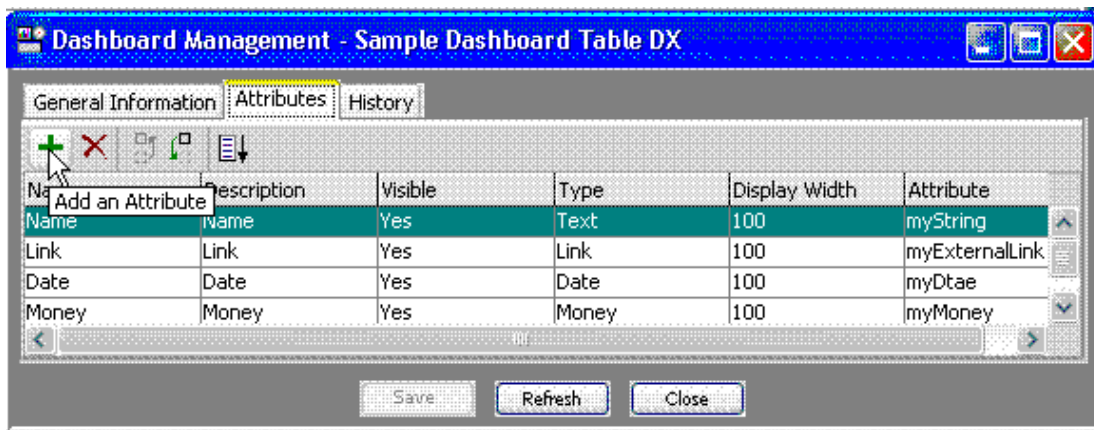 Dashboard Management - Sample Dashboard Table DX
General Information Attributes History
Na Description Visible Type Display Width Attribute
Add an Attribute
Name Name Yes Text 100 myString
Link Link Yes Link 100 myExternalLink
Date Date Yes Date 100 myDtae
Money Money Yes Money 100 myMoney
Save Refresh Close